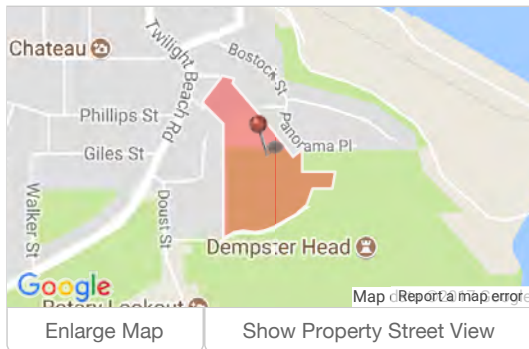 Chateau
Twilight Beach Rd
Bostock St
Phillips St
Panorama Pl
Giles St
Walker St
Doust St
Dempster Head
Google
Rotary Lookout
Map
Report a map error
Enlarge Map
Show Property Street View